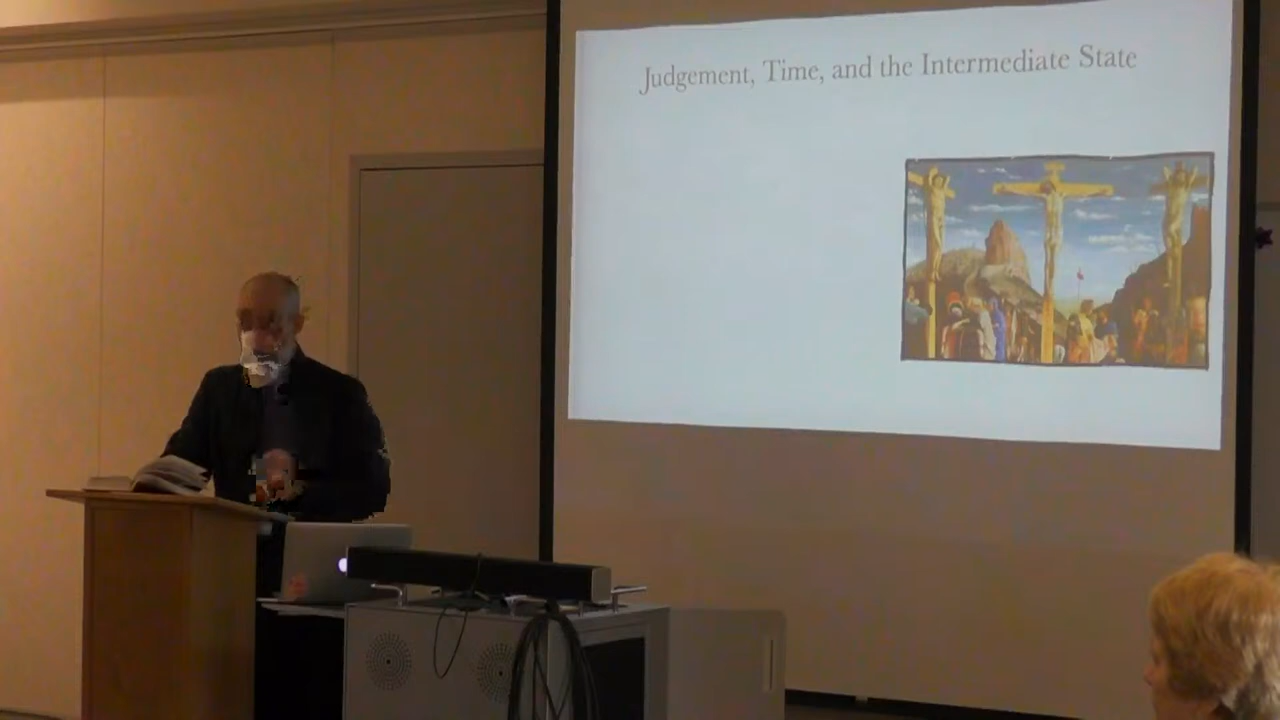 Judgement, Time, and the Intermediate State